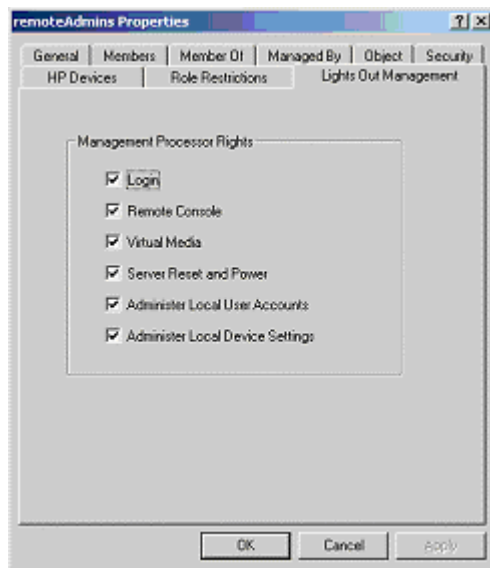 remoteAdmins Properties
General Members Member Of Managed By Object Security
HP Devices Role Restrictions Lights Out Management
Management Processor Rights
Login
Remote Console
Virtual Media
Server Reset and Power
Administer Local User Accounts
Administer Local Device Settings
OK Cancel Apply